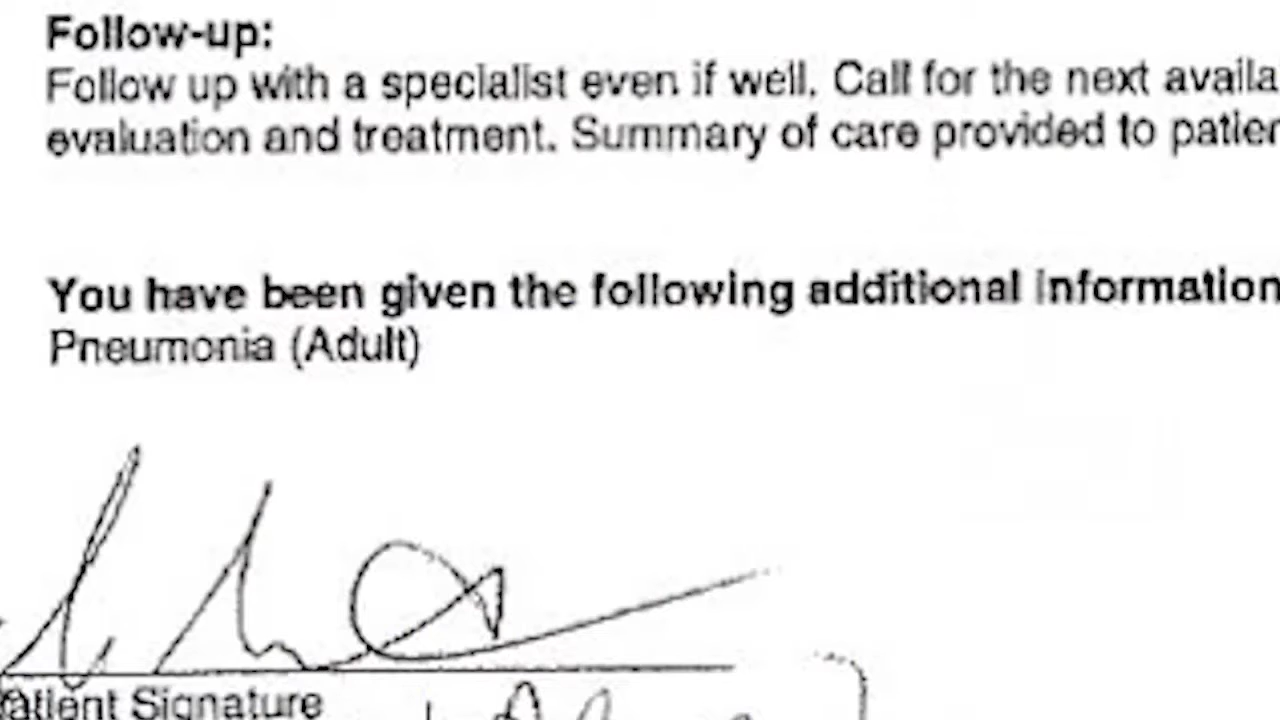 Follow-up:
Follow up with a specialist even if well. Call for the next availa
evaluation and treatment. Summary of care provided to patien
You have been given the following additional information
Pneumonia (Adult)
atient Signature